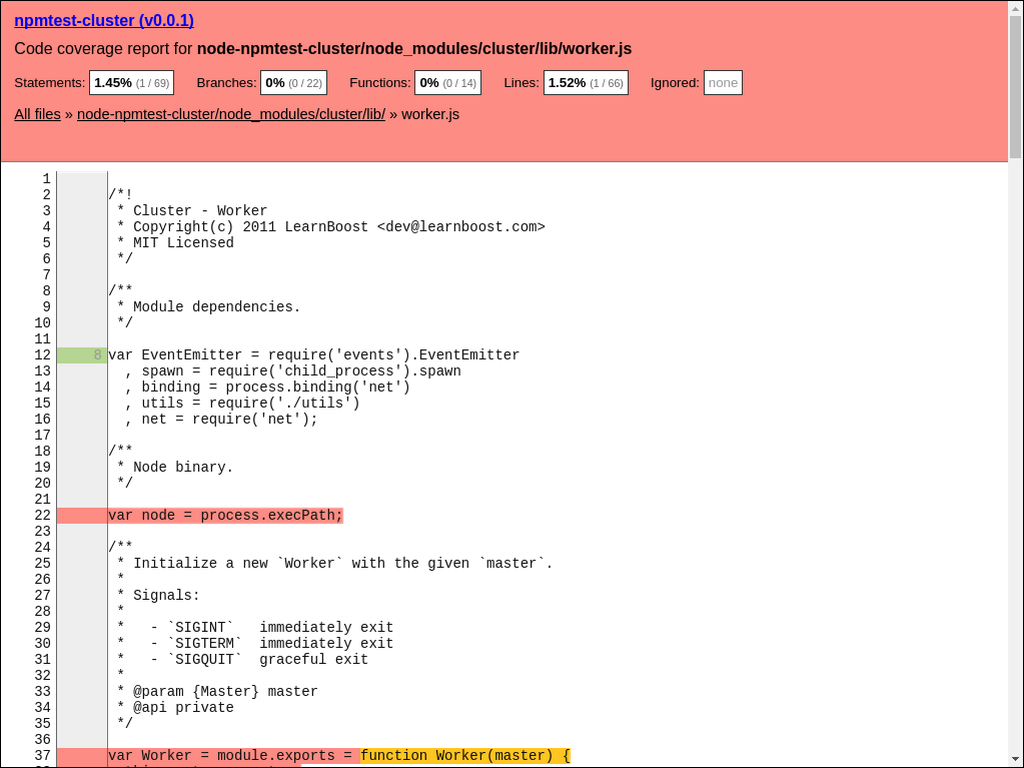 npmtest-cluster (v0.0.1)
Code coverage report for node-npmtest-cluster/node_modules/cluster/lib/worker.js
Statements: 1.45% (1 / 69) Branches: 0% (0 / 22) Functions: 0% (0 / 14) Lines: 1.52% (1 / 66) Ignored: none
All files » node-npmtest-cluster/node_modules/cluster/lib/ » worker.js
1
2 /*!
3  * Cluster - Worker
4  * Copyright(c) 2011 LearnBoost <dev@learnboost.com>
5  * MIT Licensed
6  */
7
8 /**
9  * Module dependencies.
10  */
11
12 8 var EventEmitter = require('events').EventEmitter
13   , spawn = require('child_process').spawn
14   , binding = process.binding('net')
15   , utils = require('./utils')
16   , net = require('net');
17
18 /**
19  * Node binary.
20  */
21
22 var node = process.execPath;
23
24 /**
25  * Initialize a new `Worker` with the given `master`.
26  *
27  * Signals:
28  *
29  *   - `SIGINT`   immediately exit
30  *   - `SIGTERM`  immediately exit
31  *   - `SIGQUIT`  graceful exit
32  *
33  * @param {Master} master
34  * @api private
35  */
36
37 var Worker = module.exports = function Worker(master) {